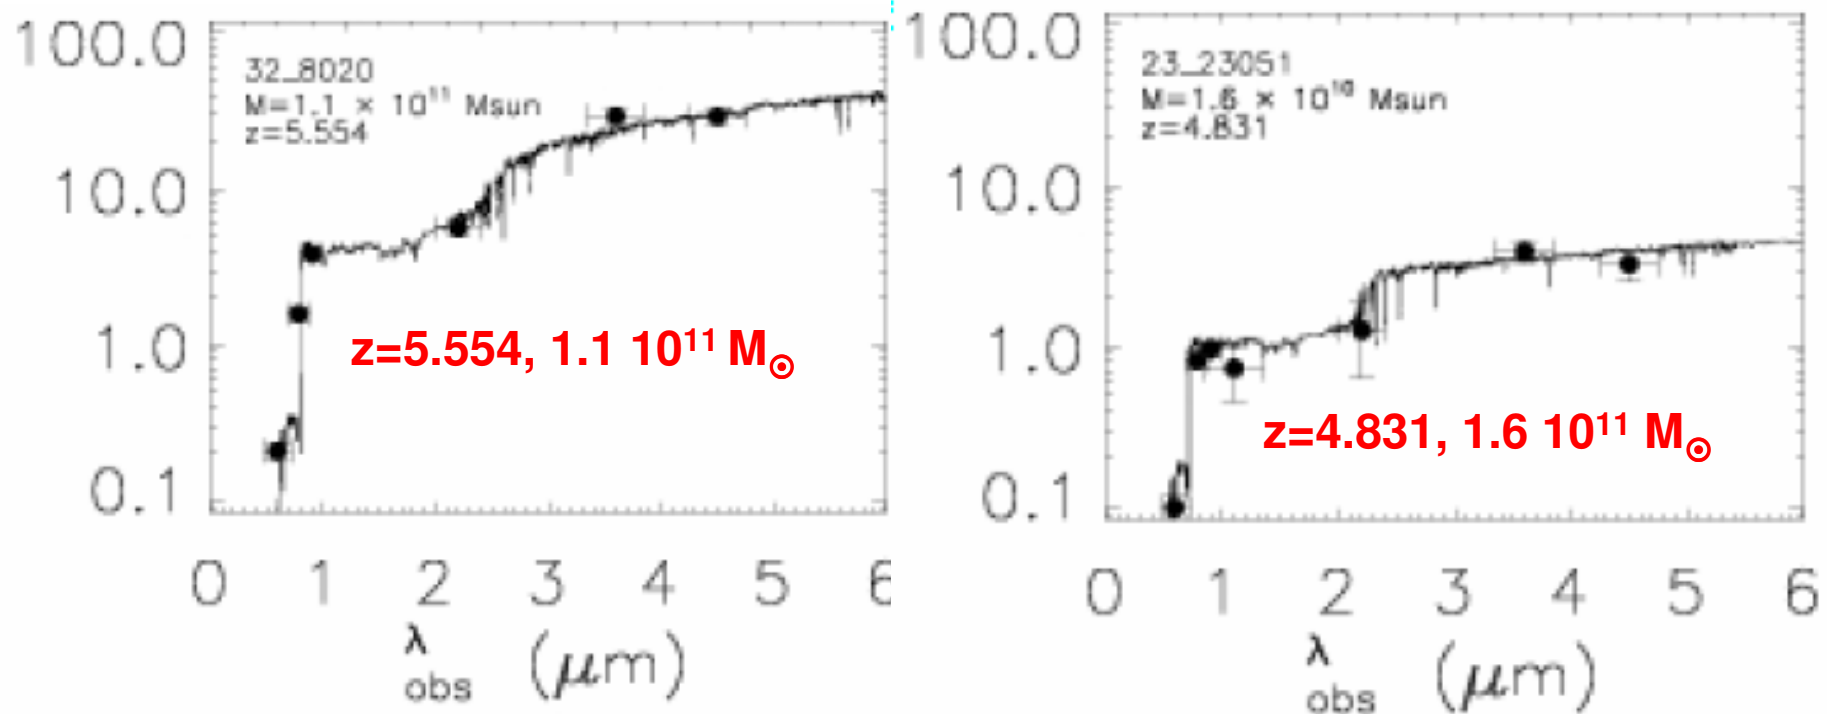 100.0
10.0
1.0
0.1
32_8020
M=1.1 × 10¹¹ Msun
z=5.554
z=5.554, 1.1 10¹¹ M☉
0 1 2 3 4 5 6
λ
obs (μm)
100.0
10.0
1.0
0.1
23_23051
M=1.6 × 10¹⁰ Msun
z=4.831
z=4.831, 1.6 10¹¹ M☉
0 1 2 3 4 5 6
λ
obs (μm)